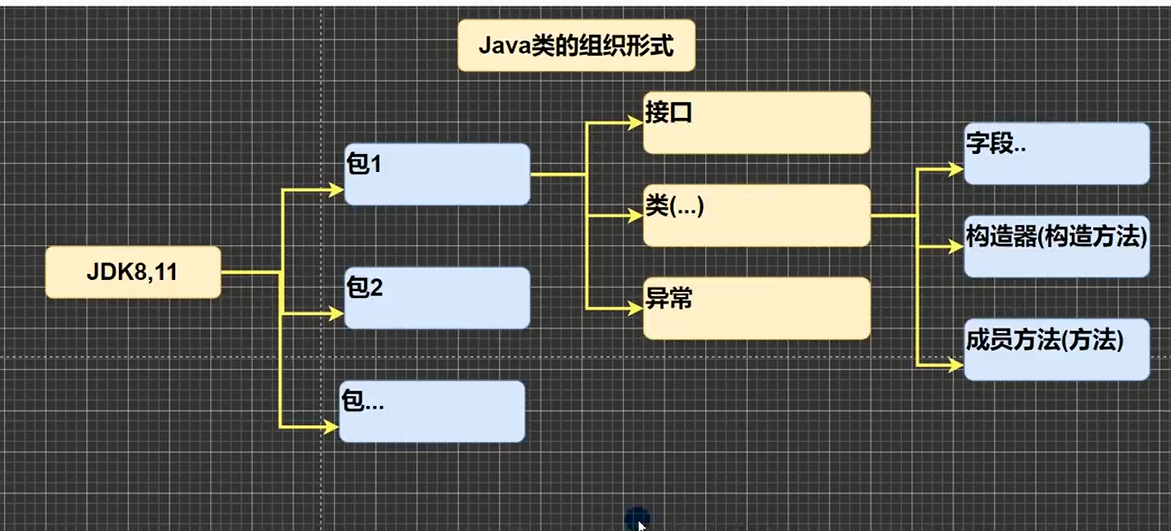 Java类的组织形式
JDK8,11
包1
包2
包...
接口
类(...)
异常
字段..
构造器(构造方法)
成员方法(方法)